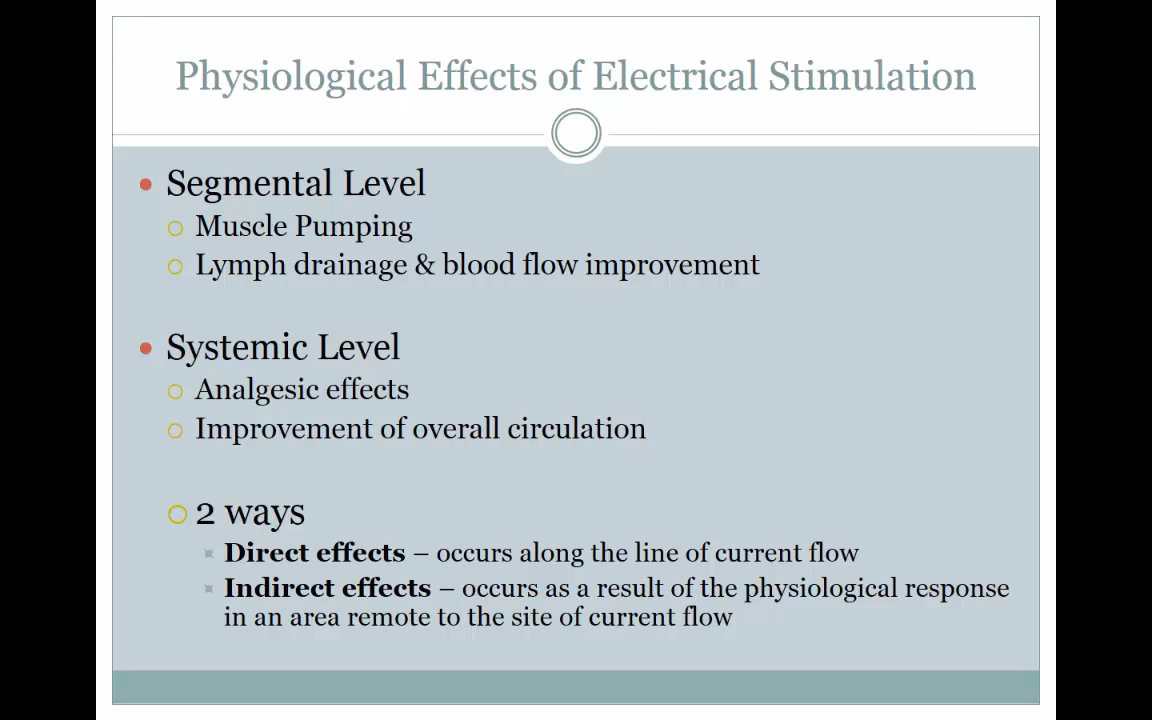 Physiological Effects of Electrical Stimulation
Segmental Level
Muscle Pumping
Lymph drainage & blood flow improvement
Systemic Level
Analgesic effects
Improvement of overall circulation
2 ways
Direct effects – occurs along the line of current flow
Indirect effects – occurs as a result of the physiological response
in an area remote to the site of current flow